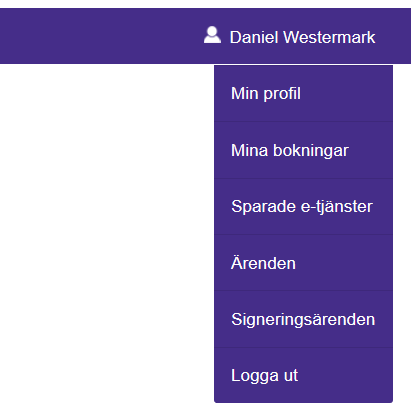 Daniel Westermark
Min profil
Mina bokningar
Sparade e-tjänster
Ärenden
Signeringsärenden
Logga ut